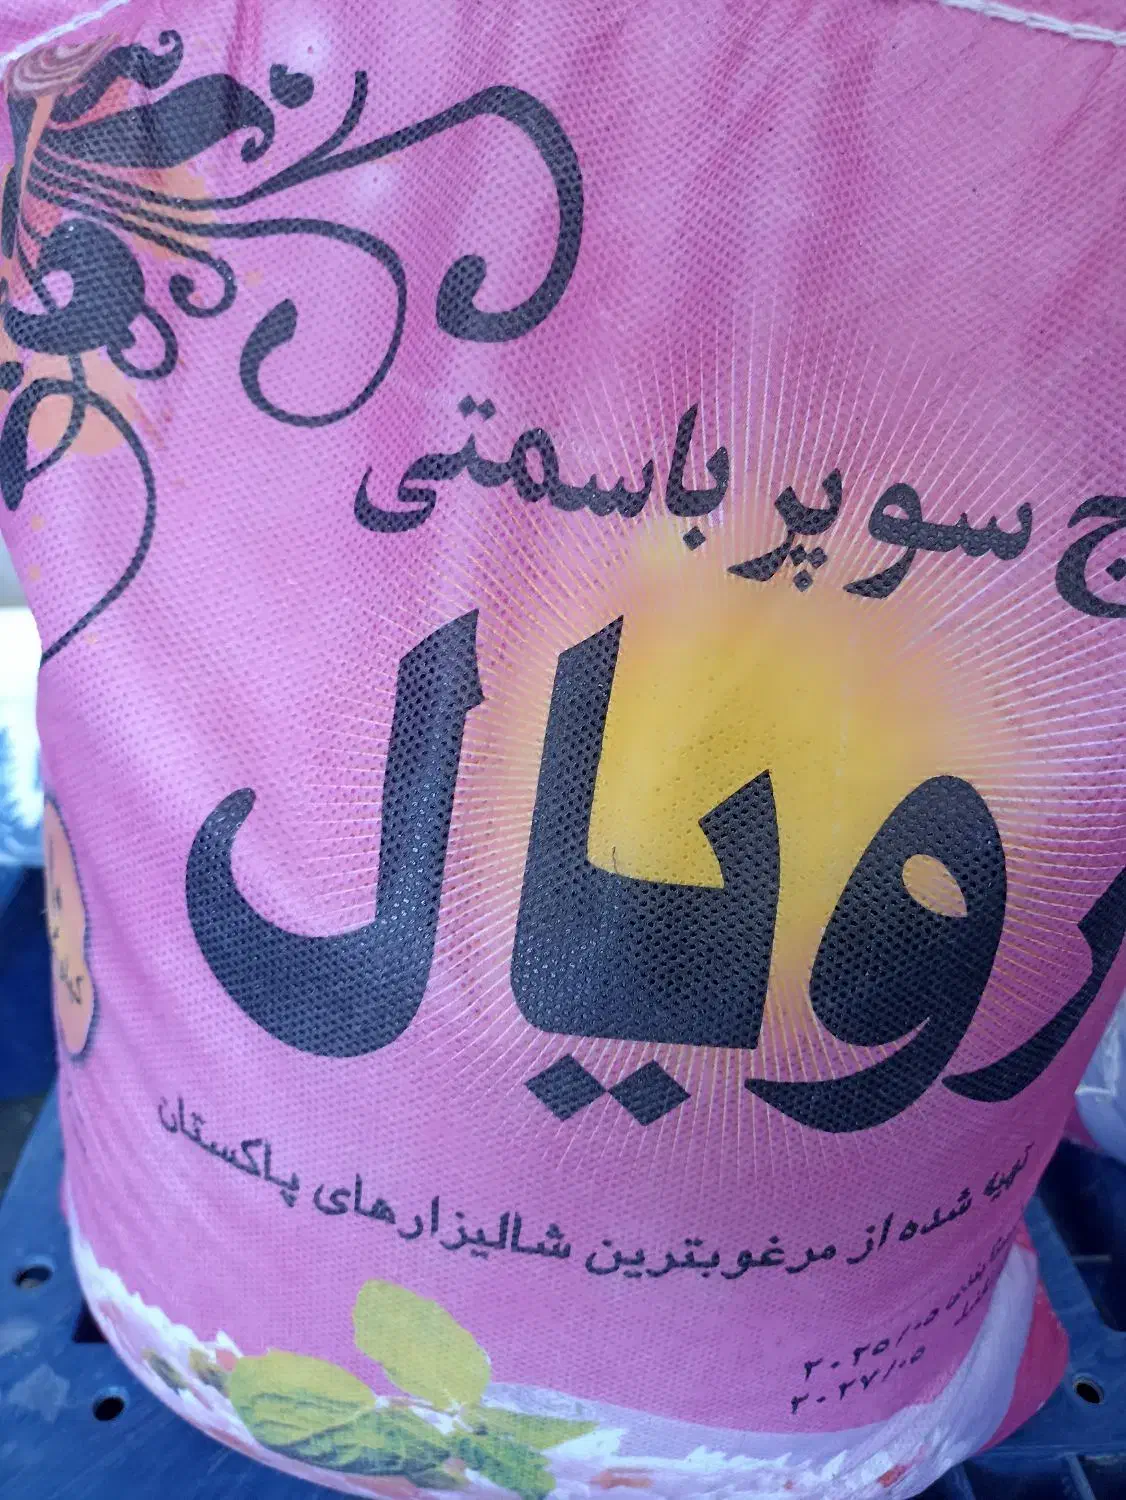 سوپر باسمتی
رویال
تهیه شده از مرغوبترین شالیزارهای پاکستان
۲۰۲۵/۰۵
۲۰۲۷/۰۵